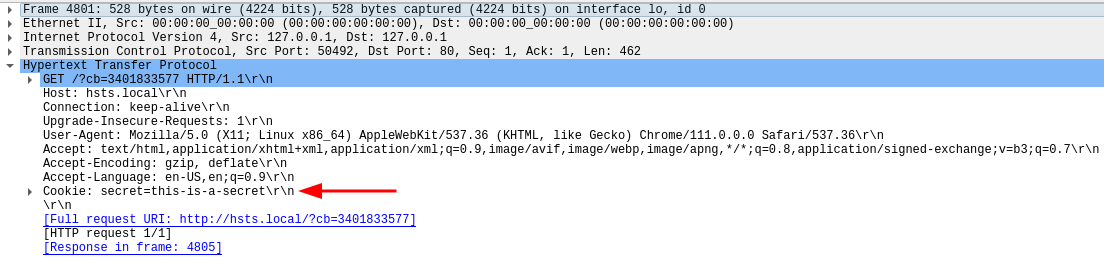 Frame 4801: 528 bytes on wire (4224 bits), 528 bytes captured (4224 bits) on interface lo, id 0
Ethernet II, Src: 00:00:00_00:00:00 (00:00:00:00:00:00), Dst: 00:00:00_00:00:00 (00:00:00:00:00:00)
Internet Protocol Version 4, Src: 127.0.0.1, Dst: 127.0.0.1
Transmission Control Protocol, Src Port: 50492, Dst Port: 80, Seq: 1, Ack: 1, Len: 462
Hypertext Transfer Protocol
GET /?cb=3401833577 HTTP/1.1\r\n
Host: hsts.local\r\n
Connection: keep-alive\r\n
Upgrade-Insecure-Requests: 1\r\n
User-Agent: Mozilla/5.0 (X11; Linux x86_64) AppleWebKit/537.36 (KHTML, like Gecko) Chrome/111.0.0.0 Safari/537.36\r\n
Accept: text/html,application/xhtml+xml,application/xml;q=0.9,image/avif,image/webp,image/apng,*/*;q=0.8,application/signed-exchange;v=b3;q=0.7\r\n
Accept-Encoding: gzip, deflate\r\n
Accept-Language: en-US,en;q=0.9\r\n
Cookie: secret=this-is-a-secret\r\n
\r\n
[Full request URI: http://hsts.local/?cb=3401833577]
[HTTP request 1/1]
[Response in frame: 4805]